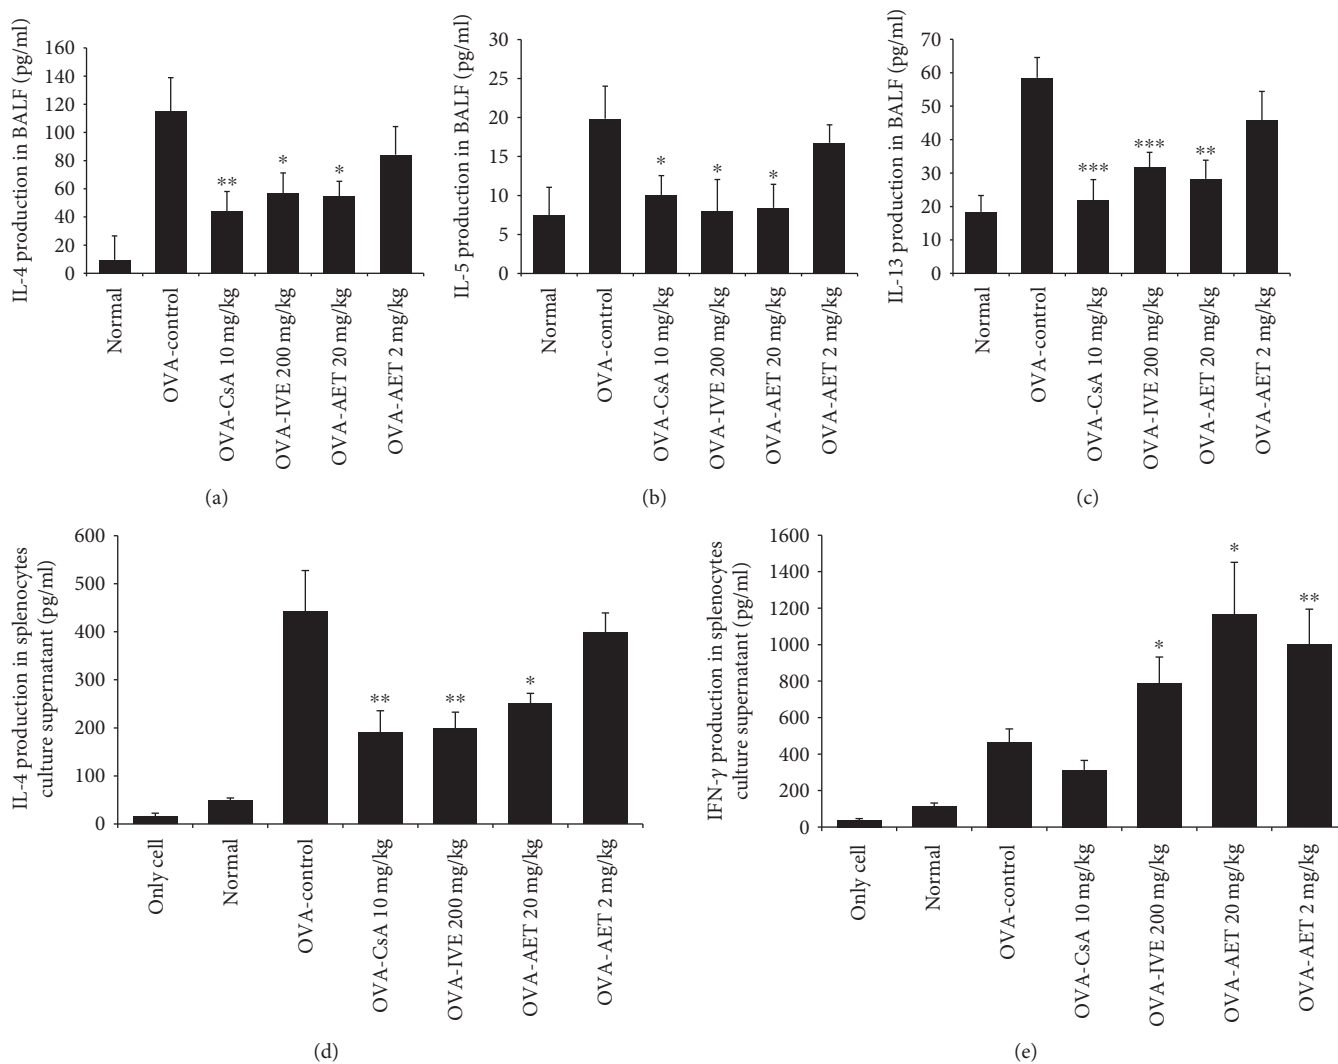 IL-4 production in BALF (pg/ml)
160
140
120
100
80
60
40
20
0
**
*
*
Normal
OVA-control
OVA-CsA 10 mg/kg
OVA-IVE 200 mg/kg
OVA-AET 20 mg/kg
OVA-AET 2 mg/kg
(a)
IL-5 production in BALF (pg/ml)
30
25
20
15
10
5
0
*
*
*
Normal
OVA-control
OVA-CsA 10 mg/kg
OVA-IVE 200 mg/kg
OVA-AET 20 mg/kg
OVA-AET 2 mg/kg
(b)
IL-13 production in BALF (pg/ml)
70
60
50
40
30
20
10
0
***
***
**
Normal
OVA-control
OVA-CsA 10 mg/kg
OVA-IVE 200 mg/kg
OVA-AET 20 mg/kg
OVA-AET 2 mg/kg
(c)
IL-4 production in splenocytes
culture supernatant (pg/ml)
600
500
400
300
200
100
0
**
**
*
Only cell
Normal
OVA-control
OVA-CsA 10 mg/kg
OVA-IVE 200 mg/kg
OVA-AET 20 mg/kg
OVA-AET 2 mg/kg
(d)
IFN-γ production in splenocytes
culture supernatant (pg/ml)
1600
1400
1200
1000
800
600
400
200
0
*
*
**
Only cell
Normal
OVA-control
OVA-CsA 10 mg/kg
OVA-IVE 200 mg/kg
OVA-AET 20 mg/kg
OVA-AET 2 mg/kg
(e)